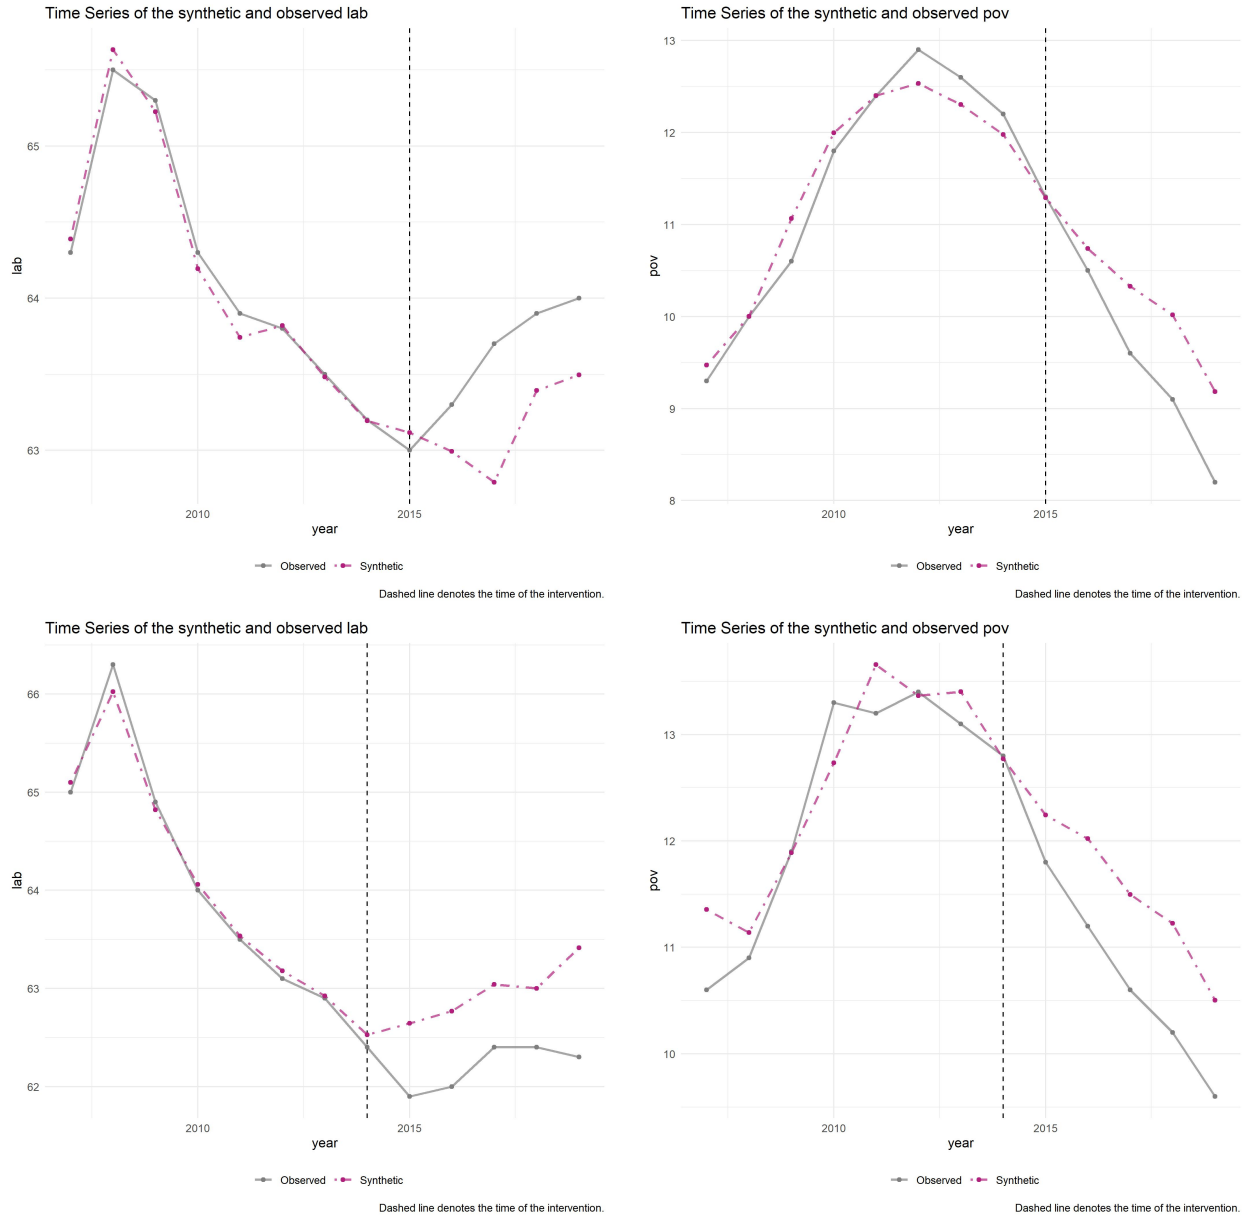 Time Series of the synthetic and observed lab
lab
65
64
63
2010
2015
year
Observed
Synthetic
Dashed line denotes the time of the intervention.
Time Series of the synthetic and observed pov
pov
13
12
11
10
9
8
2010
2015
year
Observed
Synthetic
Dashed line denotes the time of the intervention.
Time Series of the synthetic and observed lab
lab
66
65
64
63
62
2010
2015
year
Observed
Synthetic
Dashed line denotes the time of the intervention.
Time Series of the synthetic and observed pov
pov
13
12
11
10
2010
2015
year
Observed
Synthetic
Dashed line denotes the time of the intervention.